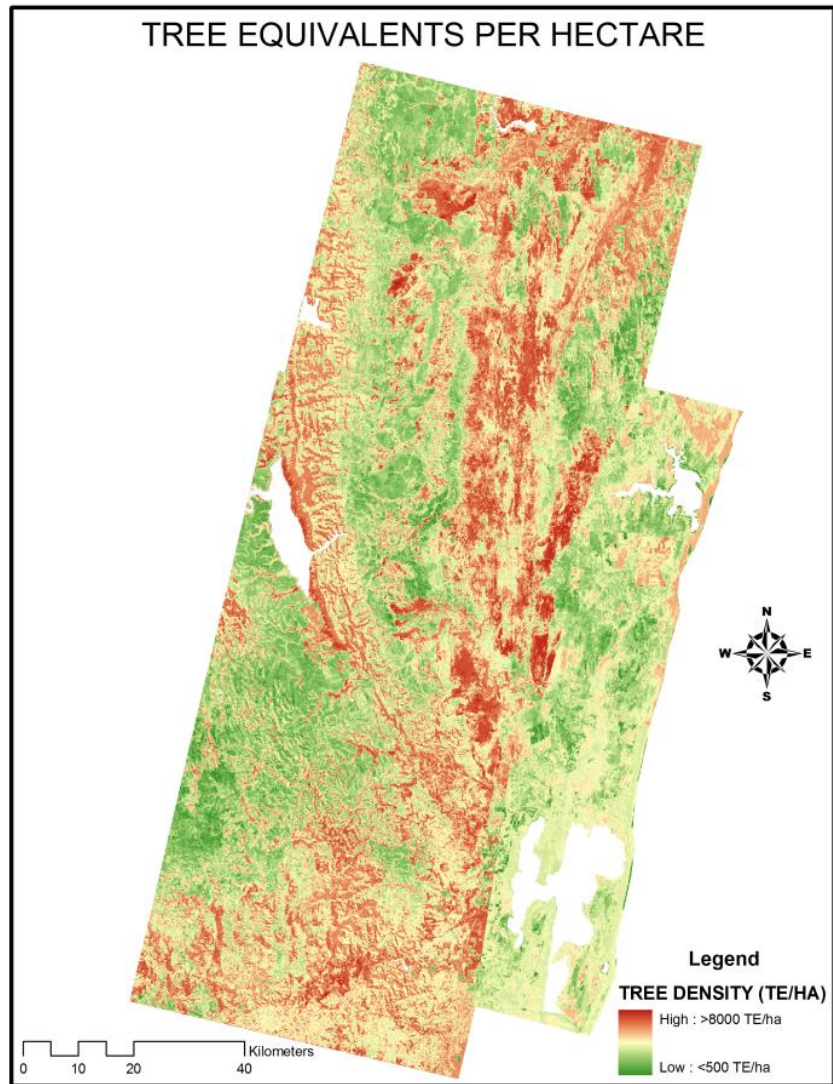 TREE EQUIVALENTS PER HECTARE
N
W E
S
Legend
TREE DENSITY (TE/HA)
High : >8000 TE/ha
Low : <500 TE/ha
Kilometers
0 10 20 40